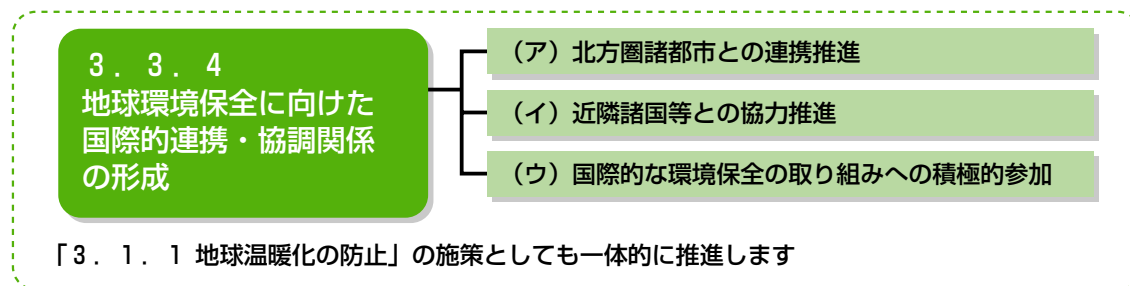 ３．３．４
地球環境保全に向けた
国際的連携・協調関係
の形成
（ア）北方圏諸都市との連携推進
（イ）近隣諸国等との協力推進
（ウ）国際的な環境保全の取り組みへの積極的参加
「３．１．１ 地球温暖化の防止」の施策としても一体的に推進します